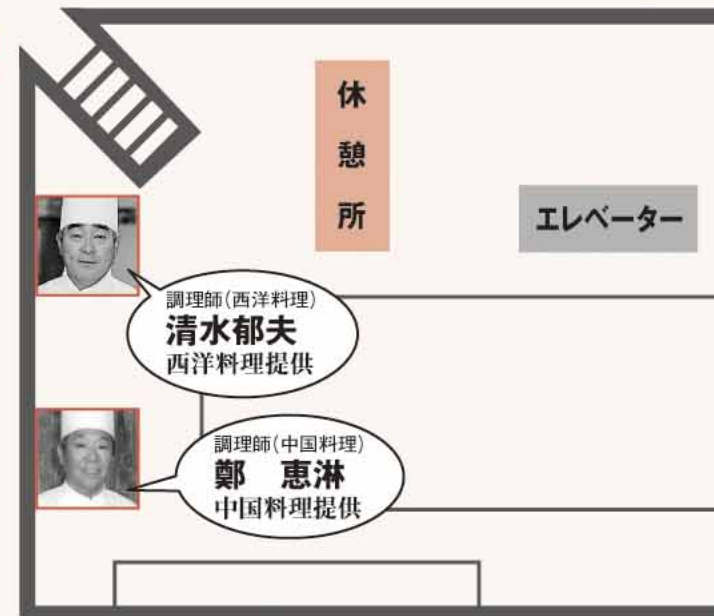 休憩所
エレベーター
調理師(西洋料理)
清水郁夫
西洋料理提供
調理師(中国料理)
鄭　恵淋
中国料理提供